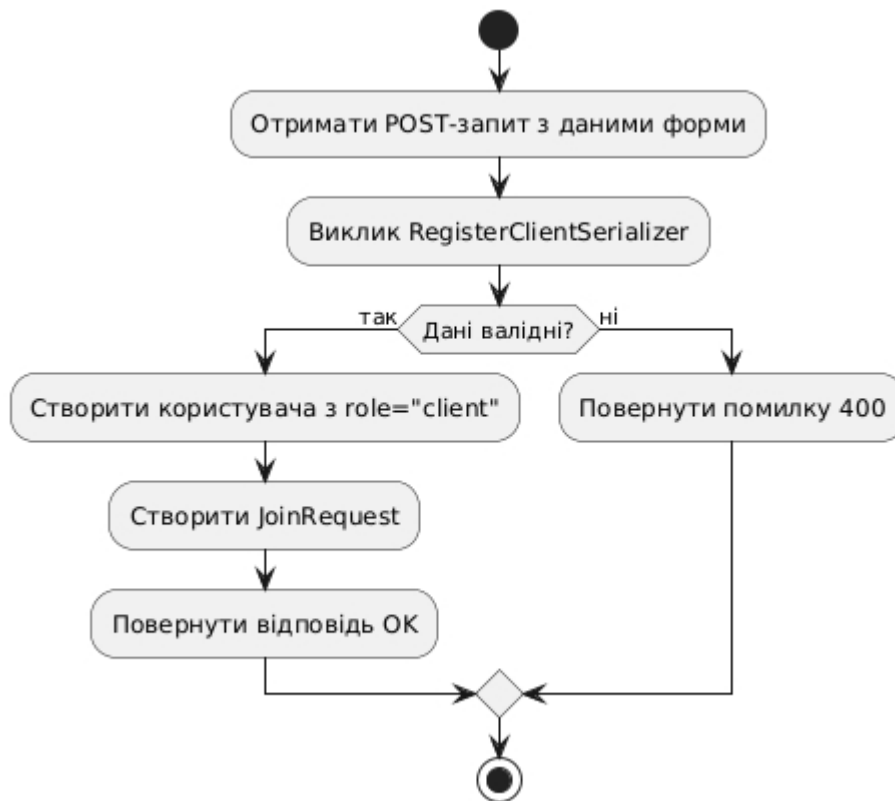 Отримати POST-запит з даними форми
Виклик RegisterClientSerializer
так
Дані валідні?
ні
Створити користувача з role="client"
Повернути помилку 400
Створити JoinRequest
Повернути відповідь OK